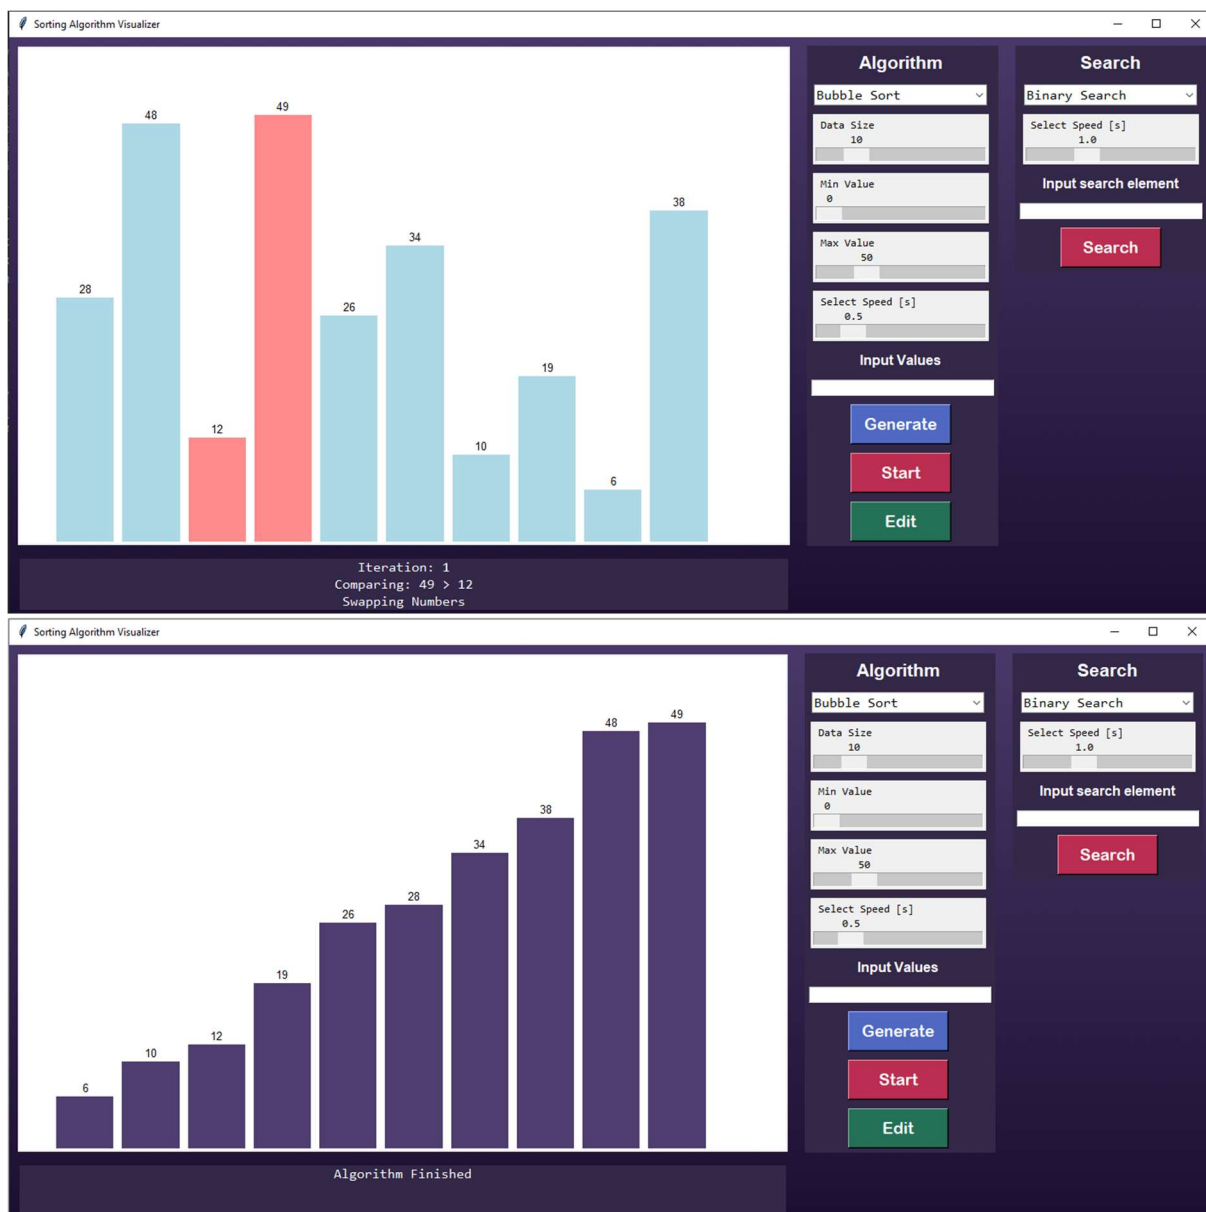 Sorting Algorithm Visualizer
48
49
38
34
28
26
19
12
10
6
Iteration: 1
Comparing: 49 > 12
Swapping Numbers
Algorithm
Bubble Sort
Data Size
10
Min Value
0
Max Value
50
Select Speed [s]
0.5
Input Values
Generate
Start
Edit
Search
Binary Search
Select Speed [s]
1.0
Input search element
Search
Sorting Algorithm Visualizer
6
10
12
19
26
28
34
38
48
49
Algorithm Finished
Algorithm
Bubble Sort
Data Size
10
Min Value
0
Max Value
50
Select Speed [s]
0.5
Input Values
Generate
Start
Edit
Search
Binary Search
Select Speed [s]
1.0
Input search element
Search